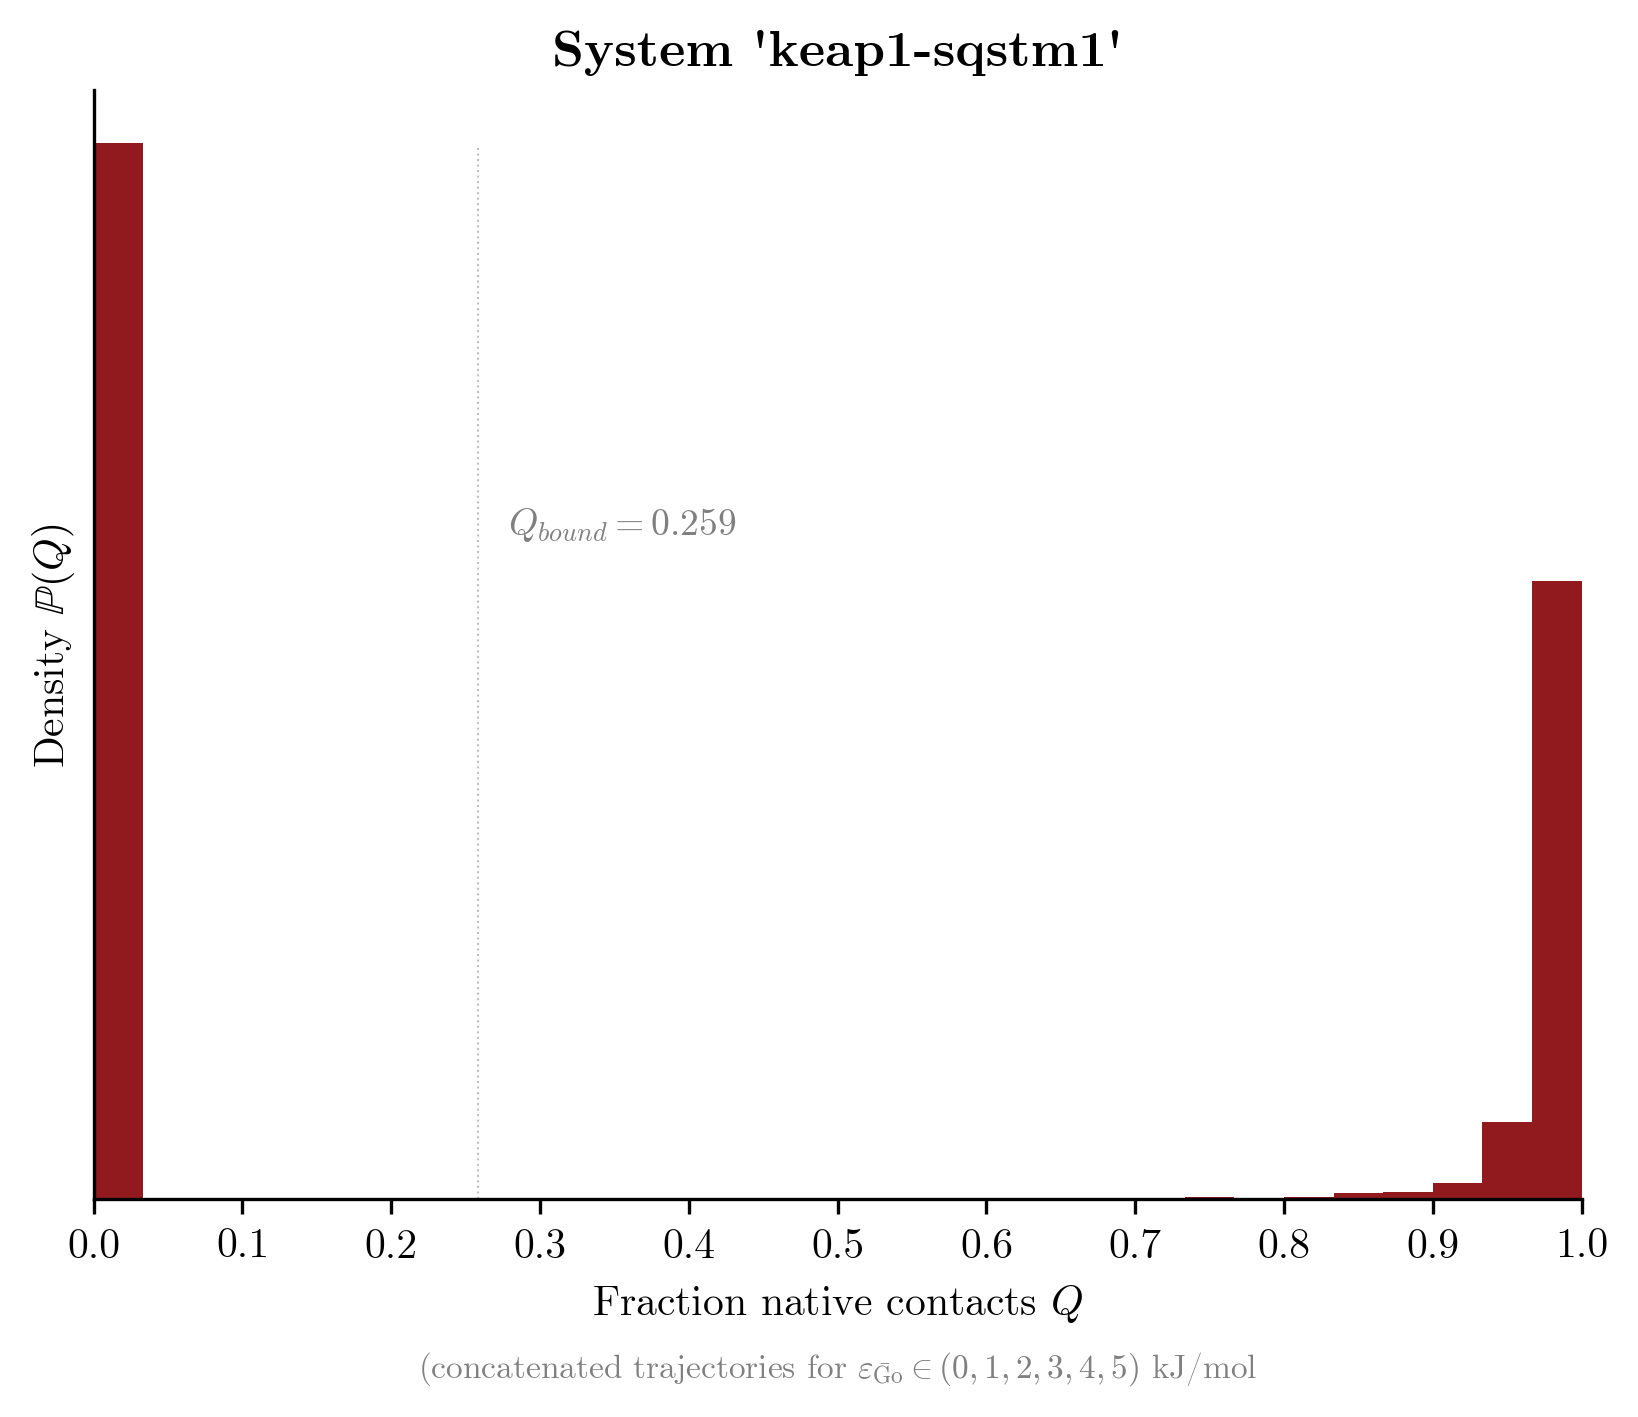 System 'keap1-sqstm1'
Density ℙ(Q)
Q_bound = 0.259
0.0 0.1 0.2 0.3 0.4 0.5 0.6 0.7 0.8 0.9 1.0
Fraction native contacts Q
(concatenated trajectories for ε_Ḡo ∈ (0, 1, 2, 3, 4, 5) kJ/mol